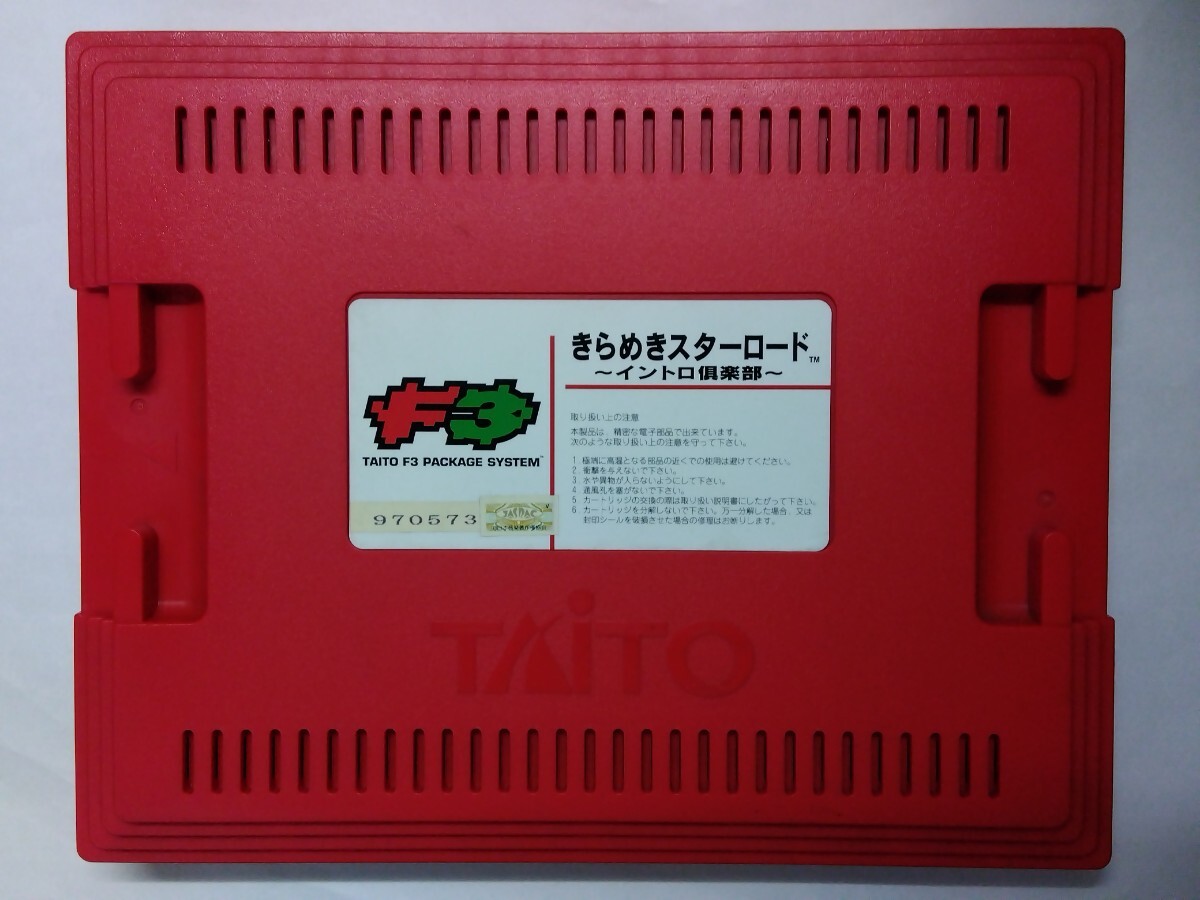 きらめきスターロード™
～イントロ倶楽部～
F3
TAITO F3 PACKAGE SYSTEM™
取り扱い上の注意
本製品は、精密な電子部品で出来ています。
次のような取り扱い上の注意を守って下さい。
1. 極端に高温となる部品の近くでの使用は避けてください。
2. 衝撃を与えないで下さい。
3. 水や異物が入らないようにして下さい。
4. 通風孔を塞がないで下さい。
5. カートリッジの交換の際は取り扱い説明書にしたがって下さい。
6. カートリッジを分解しないで下さい。万一分解した場合、又は
封印シールを破損させた場合の修理はお断りします。
970573
JASRAC
TAITO